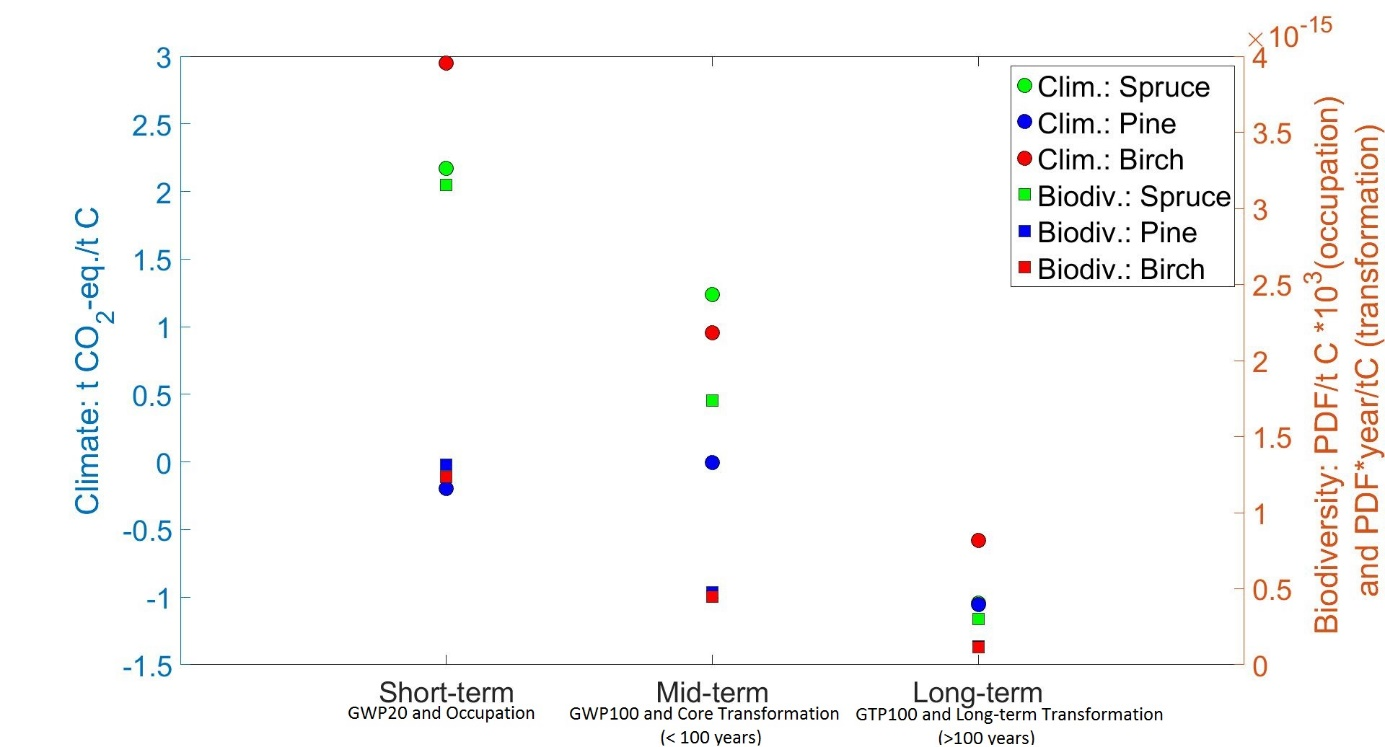 ×10-15
3
2.5
2
1.5
1
0.5
0
-0.5
-1
-1.5
Climate: t CO2-eq./t C
4
3.5
3
2.5
2
1.5
1
0.5
0
Biodiversity: PDF/t C *103(occupation)
and PDF*year/tC (transformation)
Clim.: Spruce
Clim.: Pine
Clim.: Birch
Biodiv.: Spruce
Biodiv.: Pine
Biodiv.: Birch
Short-term
GWP20 and Occupation
Mid-term
GWP100 and Core Transformation
(< 100 years)
Long-term
GTP100 and Long-term Transformation
(>100 years)